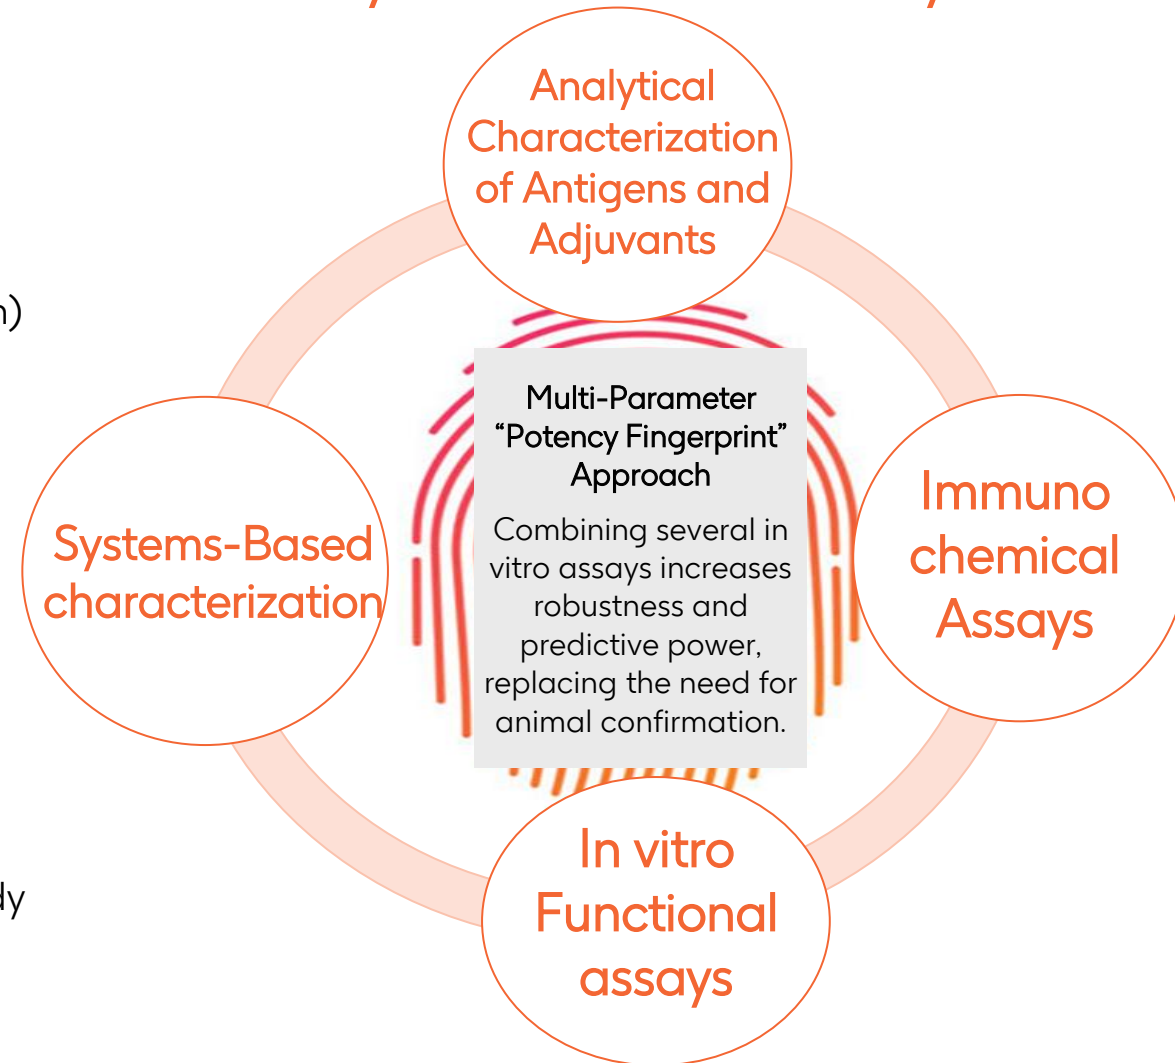 Analytical
Characterization
of Antigens and
Adjuvants
Multi-Parameter
“Potency Fingerprint”
Approach
Combining several in
vitro assays increases
robustness and
predictive power,
replacing the need for
animal confirmation.
Systems-Based
characterization
Immuno
chemical
Assays
In vitro
Functional
assays